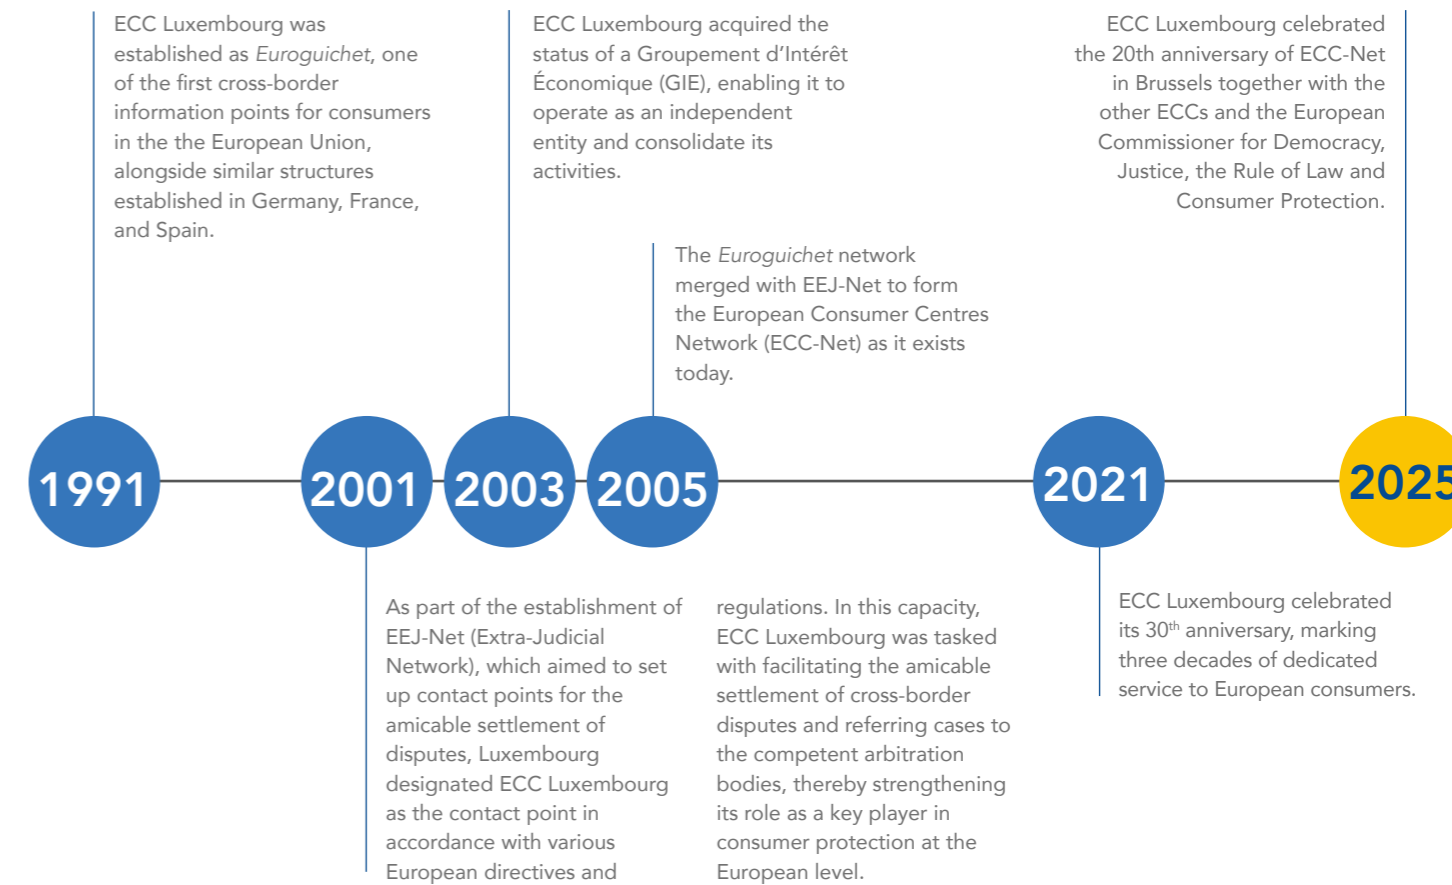 ECC Luxembourg was
established as Euroguichet, one
of the first cross-border
information points for consumers
in the the European Union,
alongside similar structures
established in Germany, France,
and Spain.
ECC Luxembourg acquired the
status of a Groupement d'Intérêt
Économique (GIE), enabling it to
operate as an independent
entity and consolidate its
activities.
The Euroguichet network
merged with EEJ-Net to form
the European Consumer Centres
Network (ECC-Net) as it exists
today.
ECC Luxembourg celebrated
the 20th anniversary of ECC-Net
in Brussels together with the
other ECCs and the European
Commissioner for Democracy,
Justice, the Rule of Law and
Consumer Protection.
1991
2001
2003
2005
2021
2025
As part of the establishment of
EEJ-Net (Extra-Judicial
Network), which aimed to set
up contact points for the
amicable settlement of
disputes, Luxembourg
designated ECC Luxembourg
as the contact point in
accordance with various
European directives and
regulations. In this capacity,
ECC Luxembourg was tasked
with facilitating the amicable
settlement of cross-border
disputes and referring cases to
the competent arbitration
bodies, thereby strengthening
its role as a key player in
consumer protection at the
European level.
ECC Luxembourg celebrated
its 30th anniversary, marking
three decades of dedicated
service to European consumers.